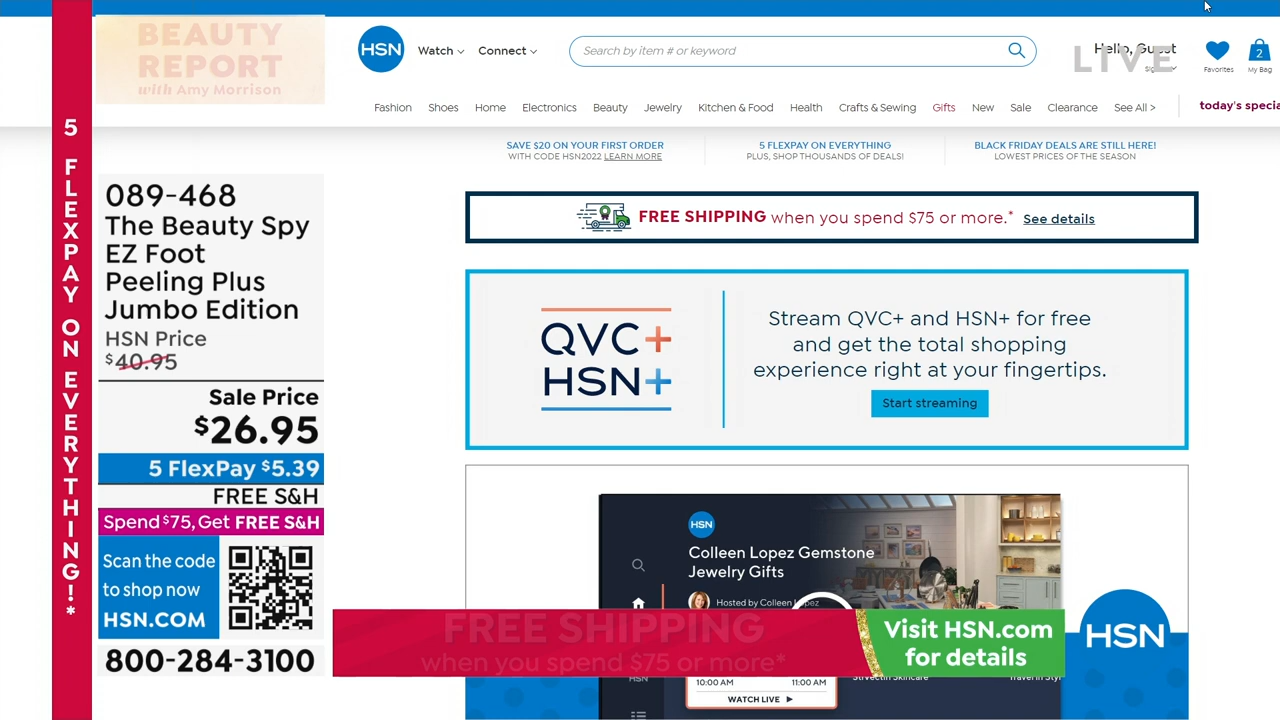 5 FLEXPAY ON EVERYTHING!*
BEAUTY
REPORT
with Amy Morrison
HSN
Watch
Connect
Search by item # or keyword
Hello, Guest
LIVE
Favorites
2
My Bag
Fashion Shoes Home Electronics Beauty Jewelry Kitchen & Food Health Crafts & Sewing Gifts New Sale Clearance See All > today's specia
SAVE $20 ON YOUR FIRST ORDER
WITH CODE HSN2022 LEARN MORE
5 FLEXPAY ON EVERYTHING
PLUS, SHOP THOUSANDS OF DEALS!
BLACK FRIDAY DEALS ARE STILL HERE!
LOWEST PRICES OF THE SEASON
089-468
The Beauty Spy
EZ Foot
Peeling Plus
Jumbo Edition
HSN Price
$40.95
Sale Price
$26.95
5 FlexPay $5.39
FREE S&H
Spend $75, Get FREE S&H
Scan the code
to shop now
HSN.COM
800-284-3100
FREE SHIPPING when you spend $75 or more.* See details
QVC+
HSN+
Stream QVC+ and HSN+ for free
and get the total shopping
experience right at your fingertips.
Start streaming
HSN
Colleen Lopez Gemstone
Jewelry Gifts
Hosted by Colleen Lopez
FREE SHIPPING
when you spend $75 or more*
Visit HSN.com
for details
HSN
HSN
10:00 AM 11:00 AM
WATCH LIVE
StriVectin Skincare